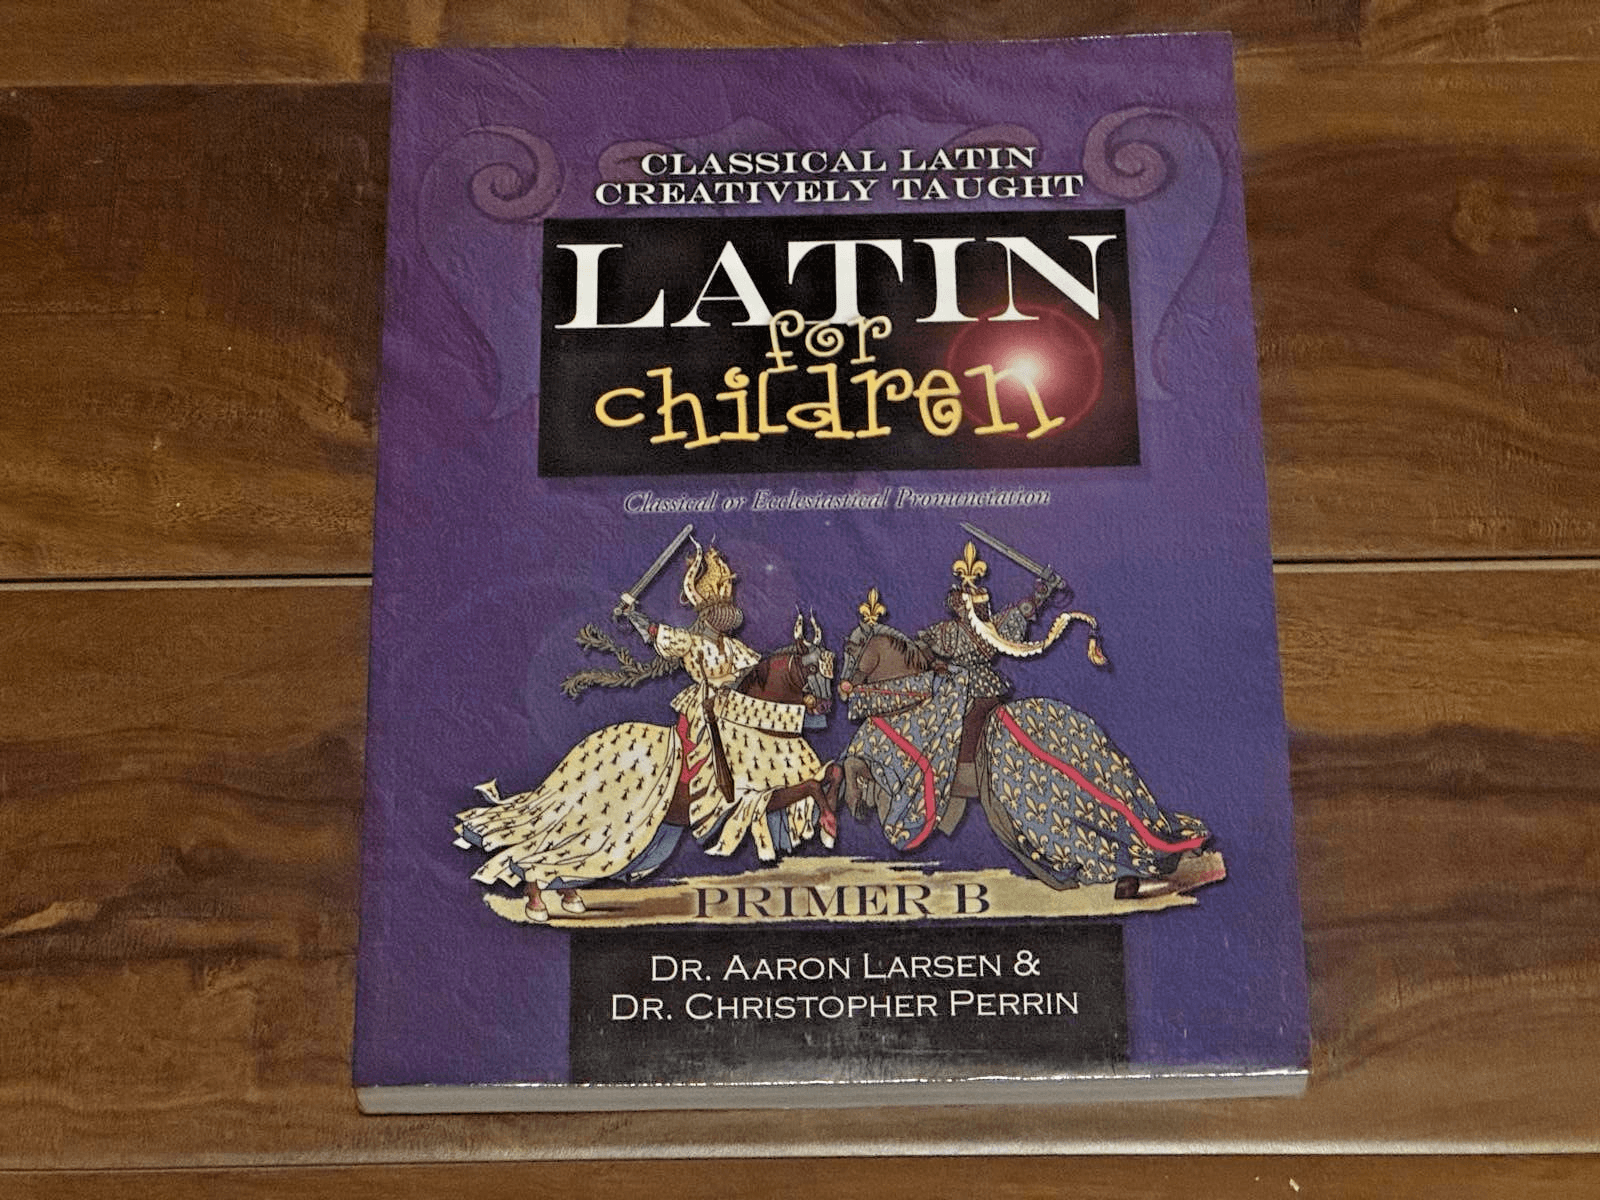 CLASSICAL LATIN
CREATIVELY TAUGHT
LATIN
for
children
Classical or Ecclesiastical Pronunciation
PRIMER B
DR. AARON LARSEN &
DR. CHRISTOPHER PERRIN